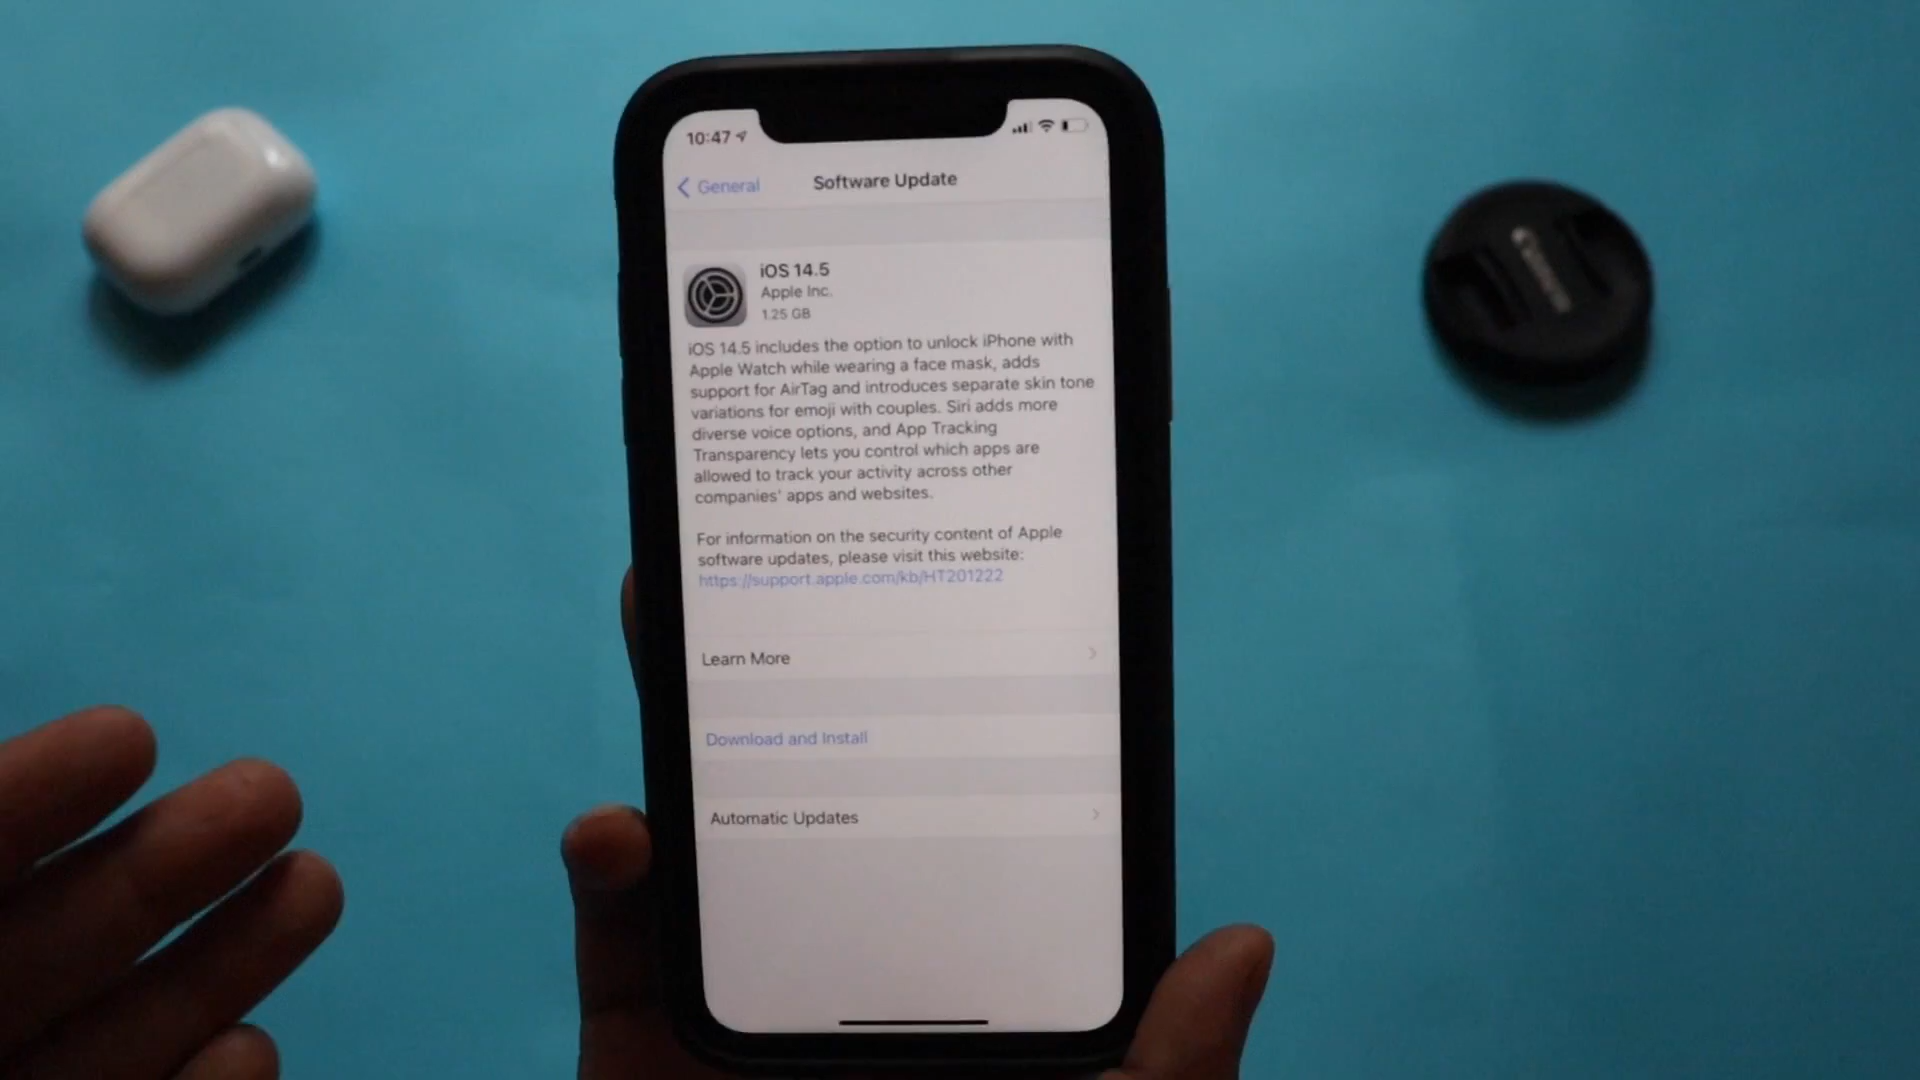 10:47
General
Software Update
iOS 14.5
Apple Inc.
1.25 GB
iOS 14.5 includes the option to unlock iPhone with
Apple Watch while wearing a face mask, adds
support for AirTag and introduces separate skin tone
variations for emoji with couples. Siri adds more
diverse voice options, and App Tracking
Transparency lets you control which apps are
allowed to track your activity across other
companies' apps and websites.
For information on the security content of Apple
software updates, please visit this website:
https://support.apple.com/kb/HT201222
Learn More
Download and Install
Automatic Updates